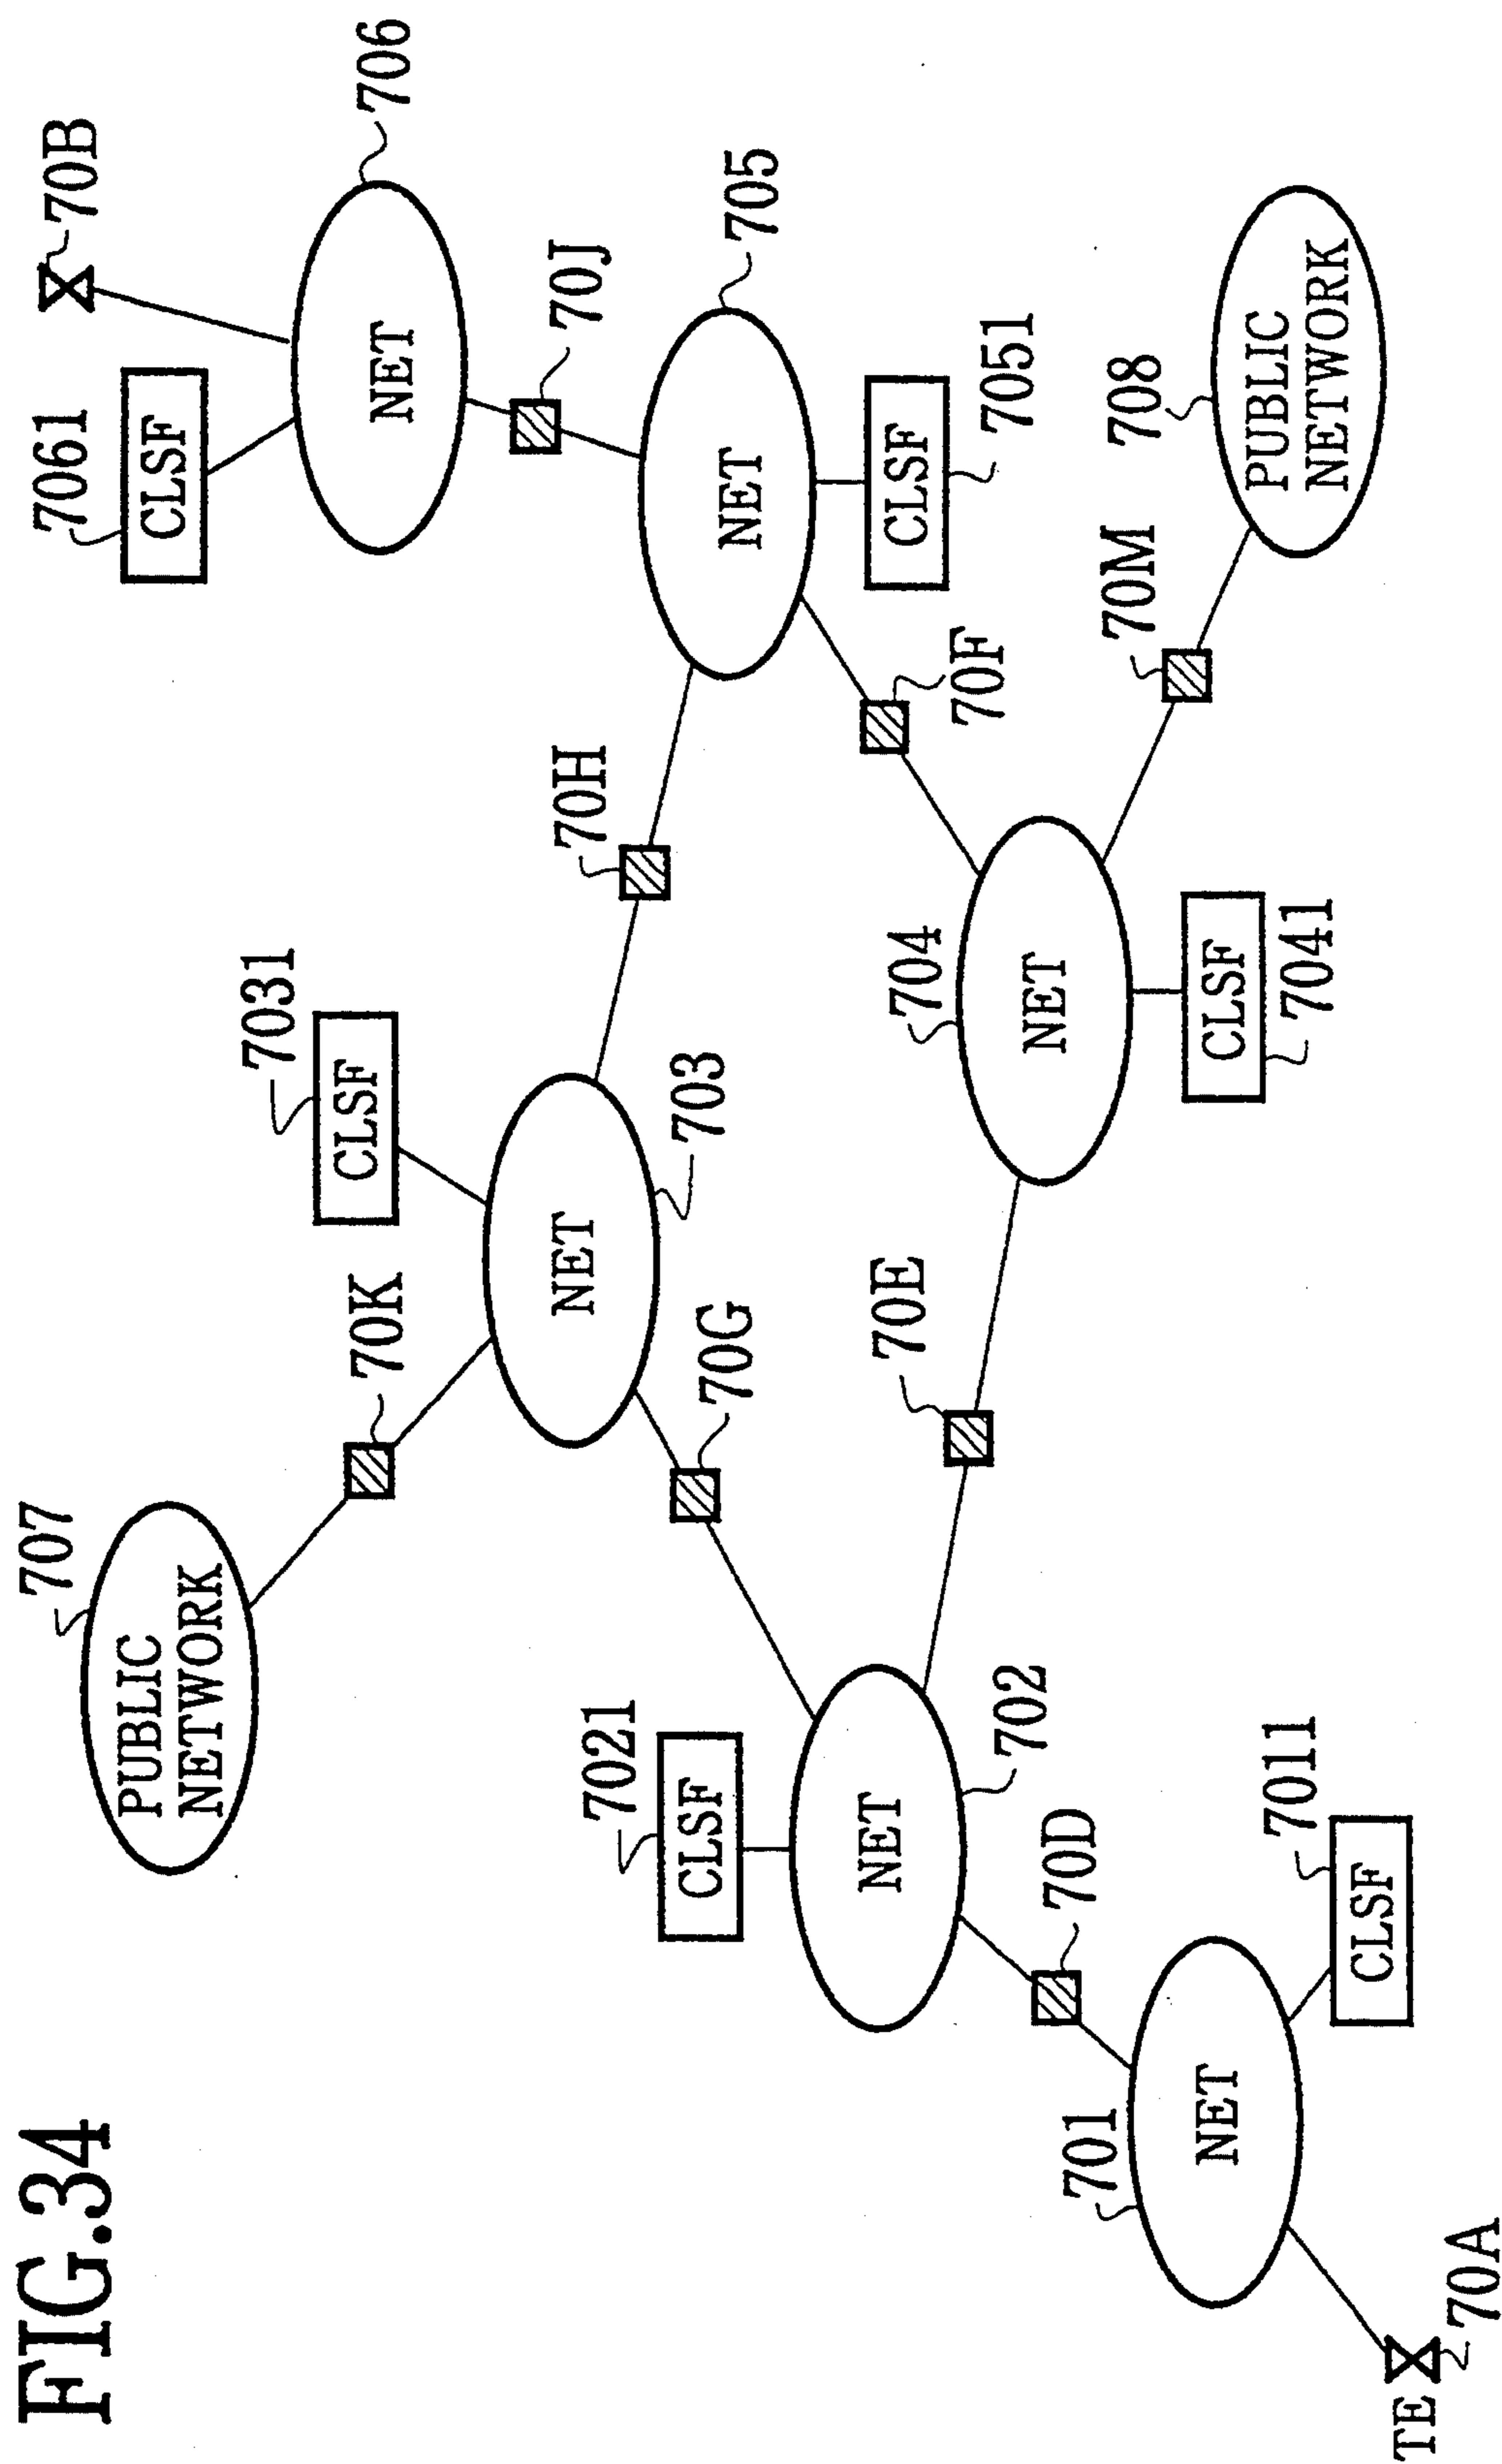 FIG.34
707
PUBLIC
NETWORK
70K
7031
CLSF
NET
703
70G
70H
7061
CLSF
70B
NET
706
70J
NET
705
CLSF
7051
7021
CLSF
NET
702
70E
704
NET
CLSF
7041
70F
70M
708
PUBLIC
NETWORK
70D
701
NET
7011
CLSF
TE
70A